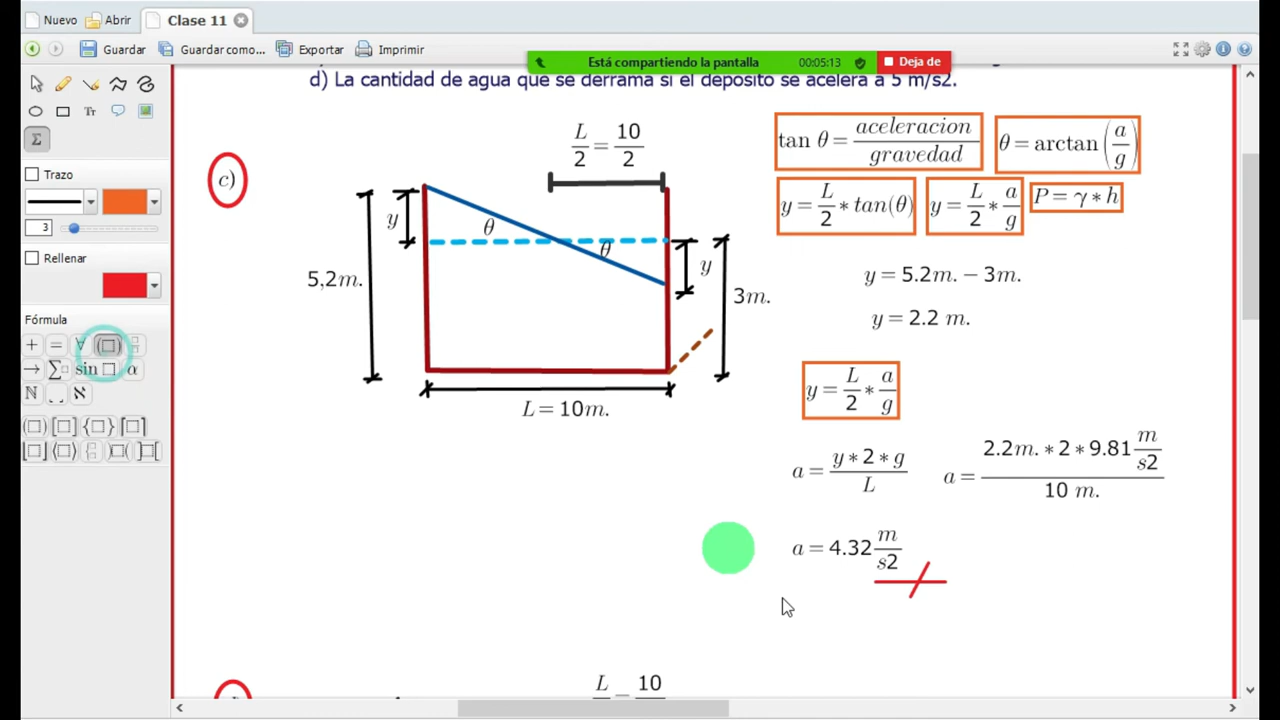 Nuevo Abrir Clase 11
Guardar Guardar como... Exportar Imprimir
Está compartiendo la pantalla 00:05:13 Deja de
d) La cantidad de agua que se derrama si el deposito se acelera a 5 m/s2.
Trazo
3
Rellenar
Fórmula
c)
L/2 = 10/2
y
θ
θ
y
5,2m.
3m.
L = 10m.
tan θ = aceleracion/gravedad
θ = arctan (a/g)
y = L/2 * tan(θ)
y = L/2 * a/g
P = γ * h
y = 5.2m. − 3m.
y = 2.2 m.
y = L/2 * a/g
a = y * 2 * g / L
a = 2.2m. * 2 * 9.81 m/s2 / 10 m.
a = 4.32 m/s2
L/ = 10/